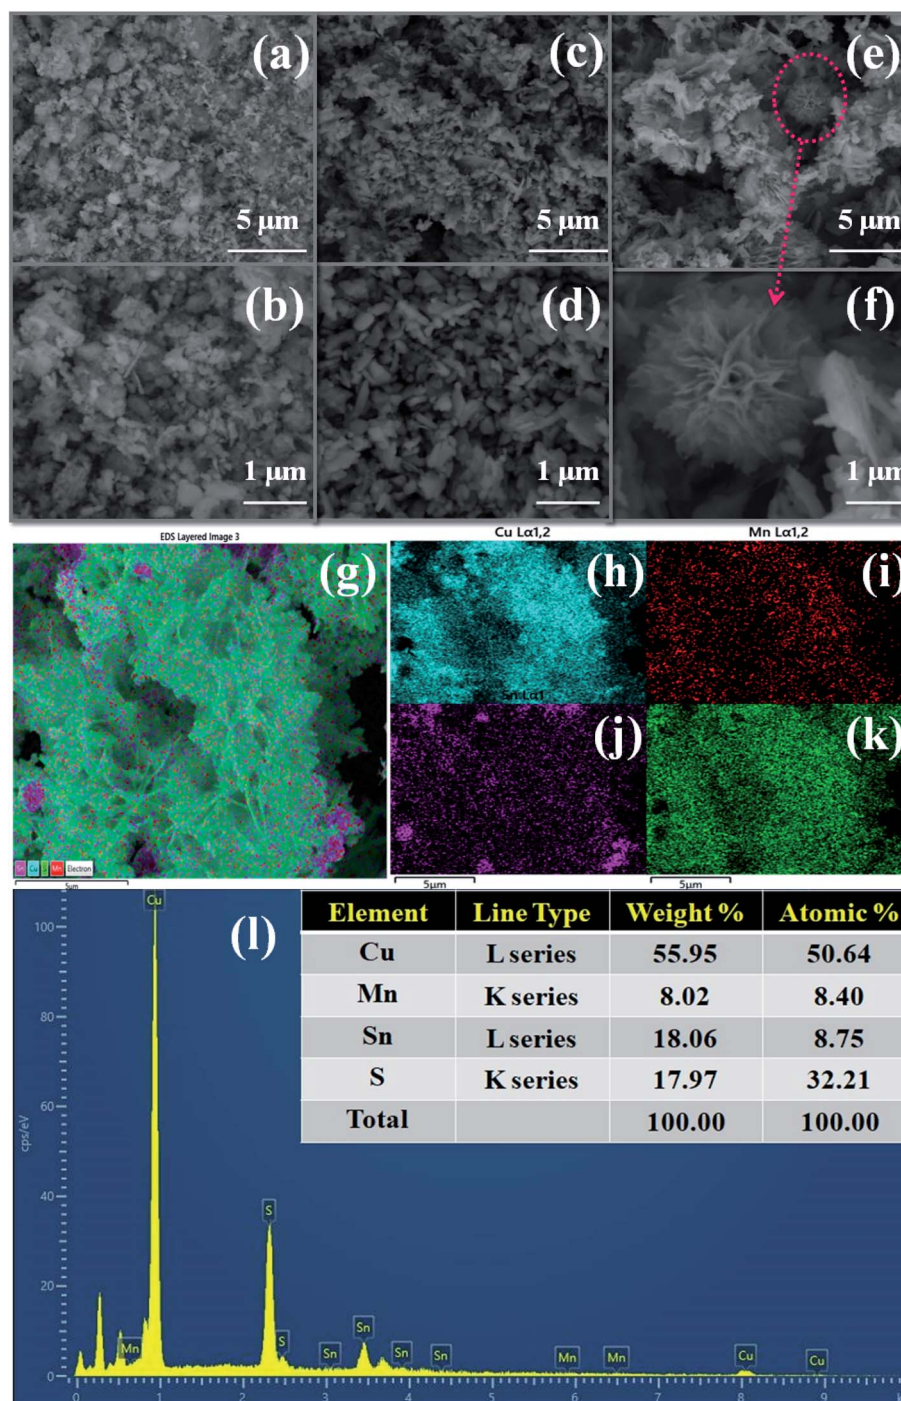 (a)
(c)
(e)
5 µm
5 µm
5 µm
(b)
(d)
(f)
1 µm
1 µm
1 µm
EDS Layered Image 3
Cu Lα1,2
Mn Lα1,2
(g)
(h)
(i)
Sn Lα1
(j)
(k)
Sn Cu S Mn Electron
5µm
5µm
5µm
(l)
Element Line Type Weight % Atomic %
Cu L series 55.95 50.64
Mn K series 8.02 8.40
Sn L series 18.06 8.75
S K series 17.97 32.21
Total 100.00 100.00
cps/eV
100
80
60
40
20
0
Cu
S
Mn
S
Sn
Sn
Sn
Sn
Mn
Mn
Cu
Cu
0 1 2 3 4 5 6 7 8 9